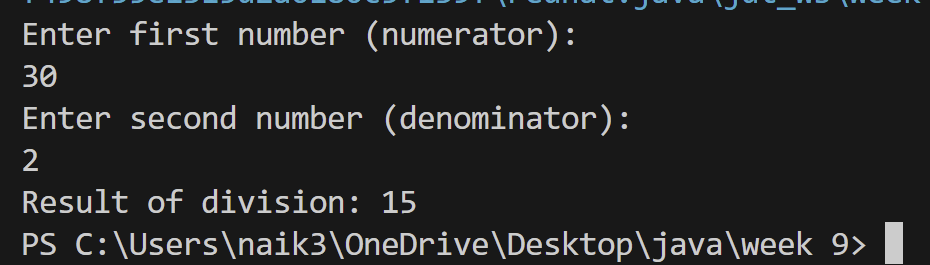 Enter first number (numerator):
30
Enter second number (denominator):
2
Result of division: 15
PS C:\Users\naik3\OneDrive\Desktop\java\week 9>